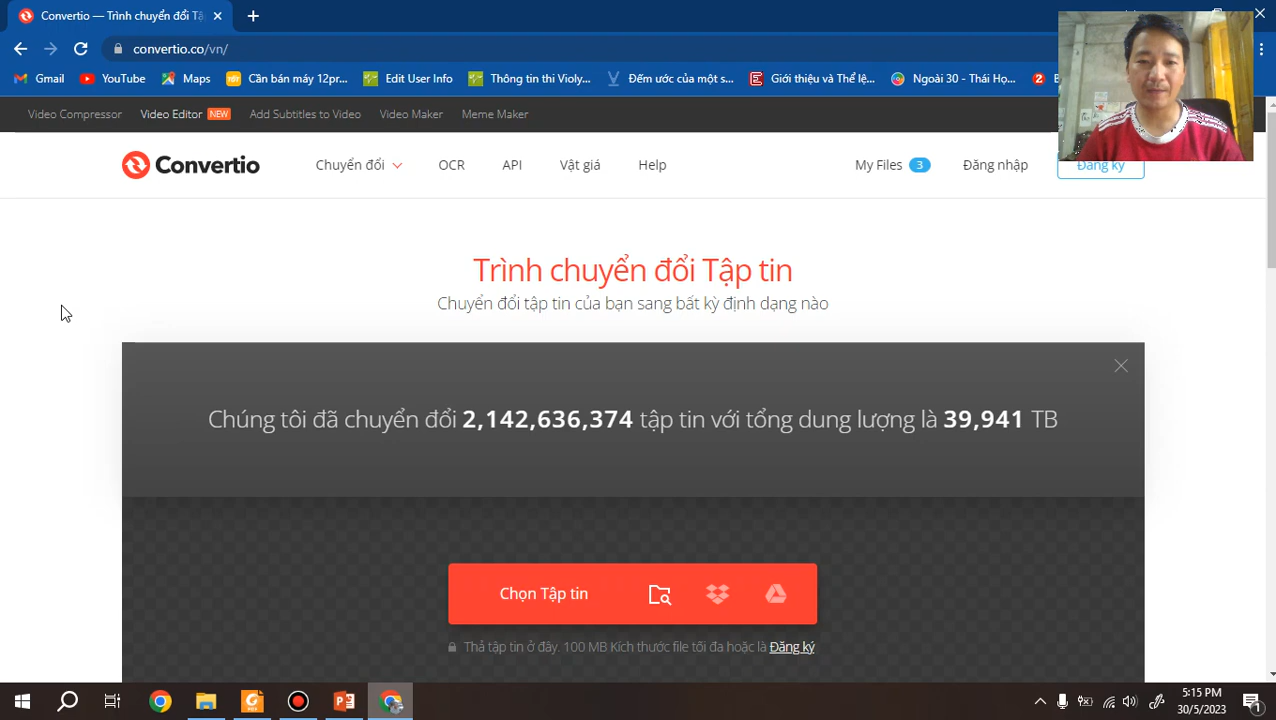 Convertio — Trình chuyển đổi Tậ
convertio.co/vn/
Gmail YouTube Maps Cần bán máy 12pr... Edit User Info Thông tin thi Violy... Đếm ước của một s... Giới thiệu và Thể lệ... Ngoài 30 - Thái Họ...
Video Compressor Video Editor NEW Add Subtitles to Video Video Maker Meme Maker
Convertio Chuyển đổi OCR API Vật giá Help My Files 3 Đăng nhập Đăng ký
Trình chuyển đổi Tập tin
Chuyển đổi tập tin của bạn sang bất kỳ định dạng nào
Chúng tôi đã chuyển đổi 2,142,636,374 tập tin với tổng dung lượng là 39,941 TB
Chọn Tập tin
Thả tập tin ở đây. 100 MB Kích thước file tối đa hoặc là Đăng ký
5:15 PM
30/5/2023
1